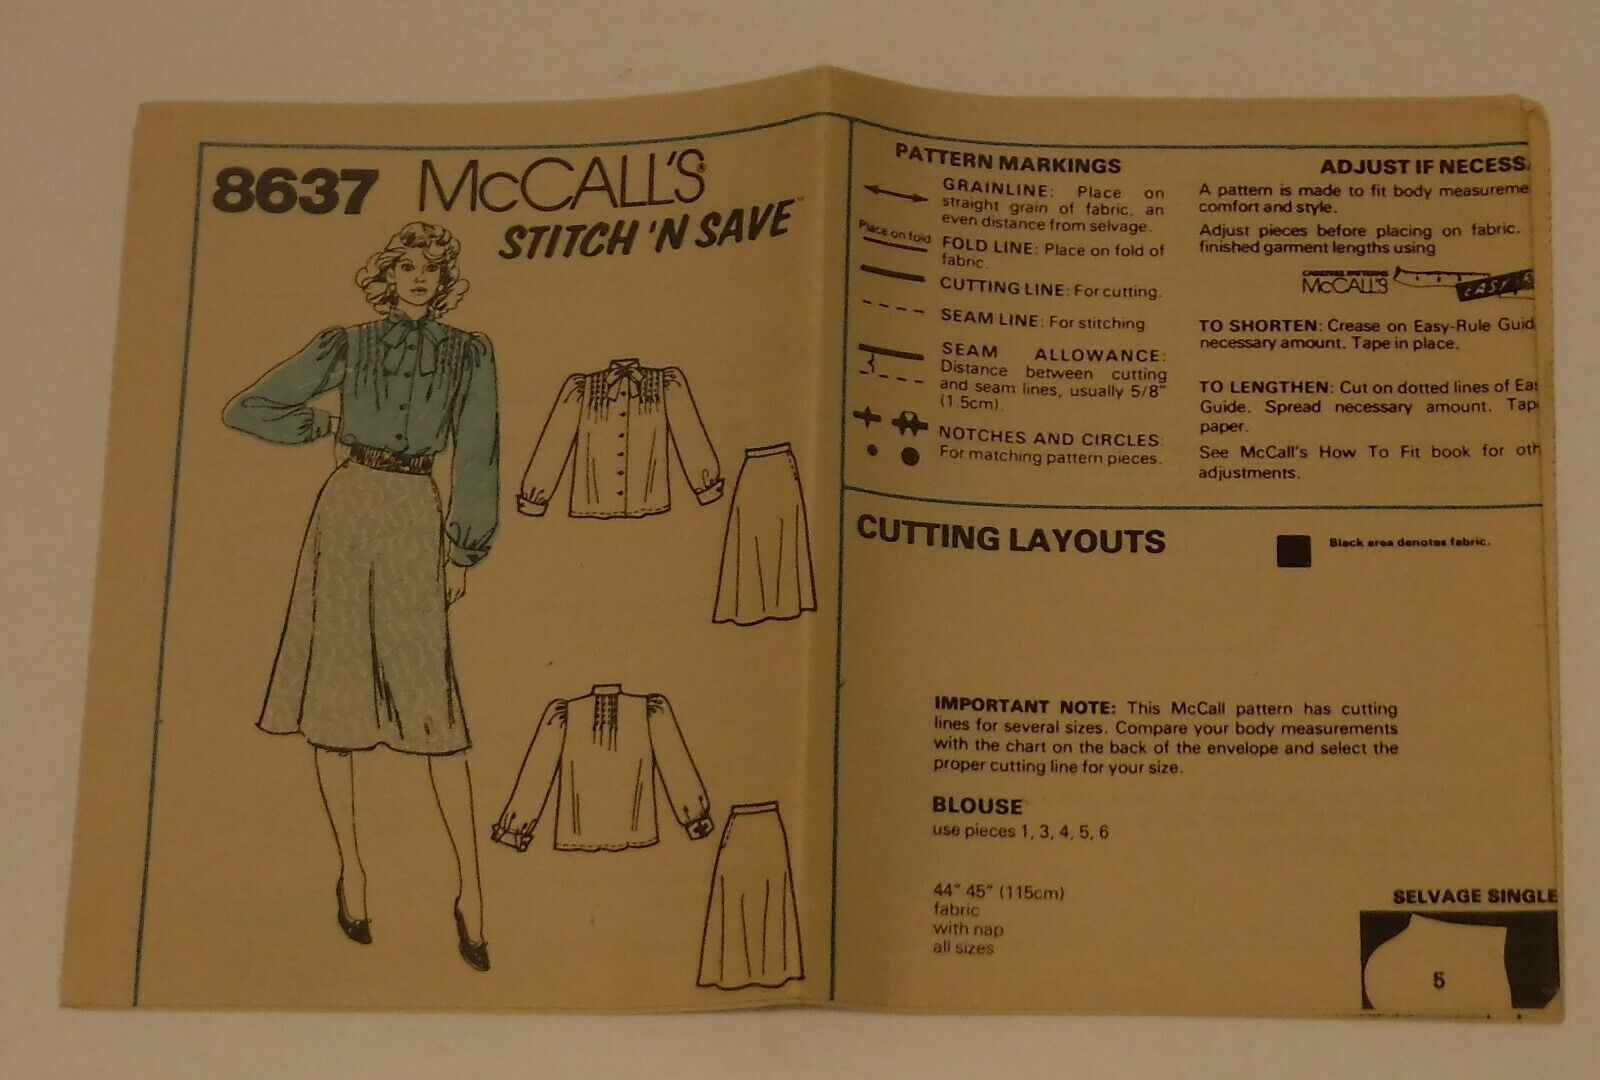 8637 McCALL'S®
STITCH 'N SAVE™
PATTERN MARKINGS
GRAINLINE: Place on
straight grain of fabric, an
even distance from selvage.
Place on fold
FOLD LINE: Place on fold of
fabric.
CUTTING LINE: For cutting.
SEAM LINE: For stitching
SEAM ALLOWANCE:
Distance between cutting
and seam lines, usually 5/8"
(1.5cm).
NOTCHES AND CIRCLES:
For matching pattern pieces.
ADJUST IF NECESS
A pattern is made to fit body measureme
comfort and style.
Adjust pieces before placing on fabric.
finished garment lengths using
McCALL'S
TO SHORTEN: Crease on Easy-Rule Guid
necessary amount. Tape in place.
TO LENGTHEN: Cut on dotted lines of Eas
Guide. Spread necessary amount. Tap
paper.
See McCall's How To Fit book for oth
adjustments.
CUTTING LAYOUTS
Black area denotes fabric.
IMPORTANT NOTE: This McCall pattern has cutting
lines for several sizes. Compare your body measurements
with the chart on the back of the envelope and select the
proper cutting line for your size.
BLOUSE
use pieces 1, 3, 4, 5, 6
44" 45" (115cm)
fabric
with nap
all sizes
SELVAGE SINGLE
5